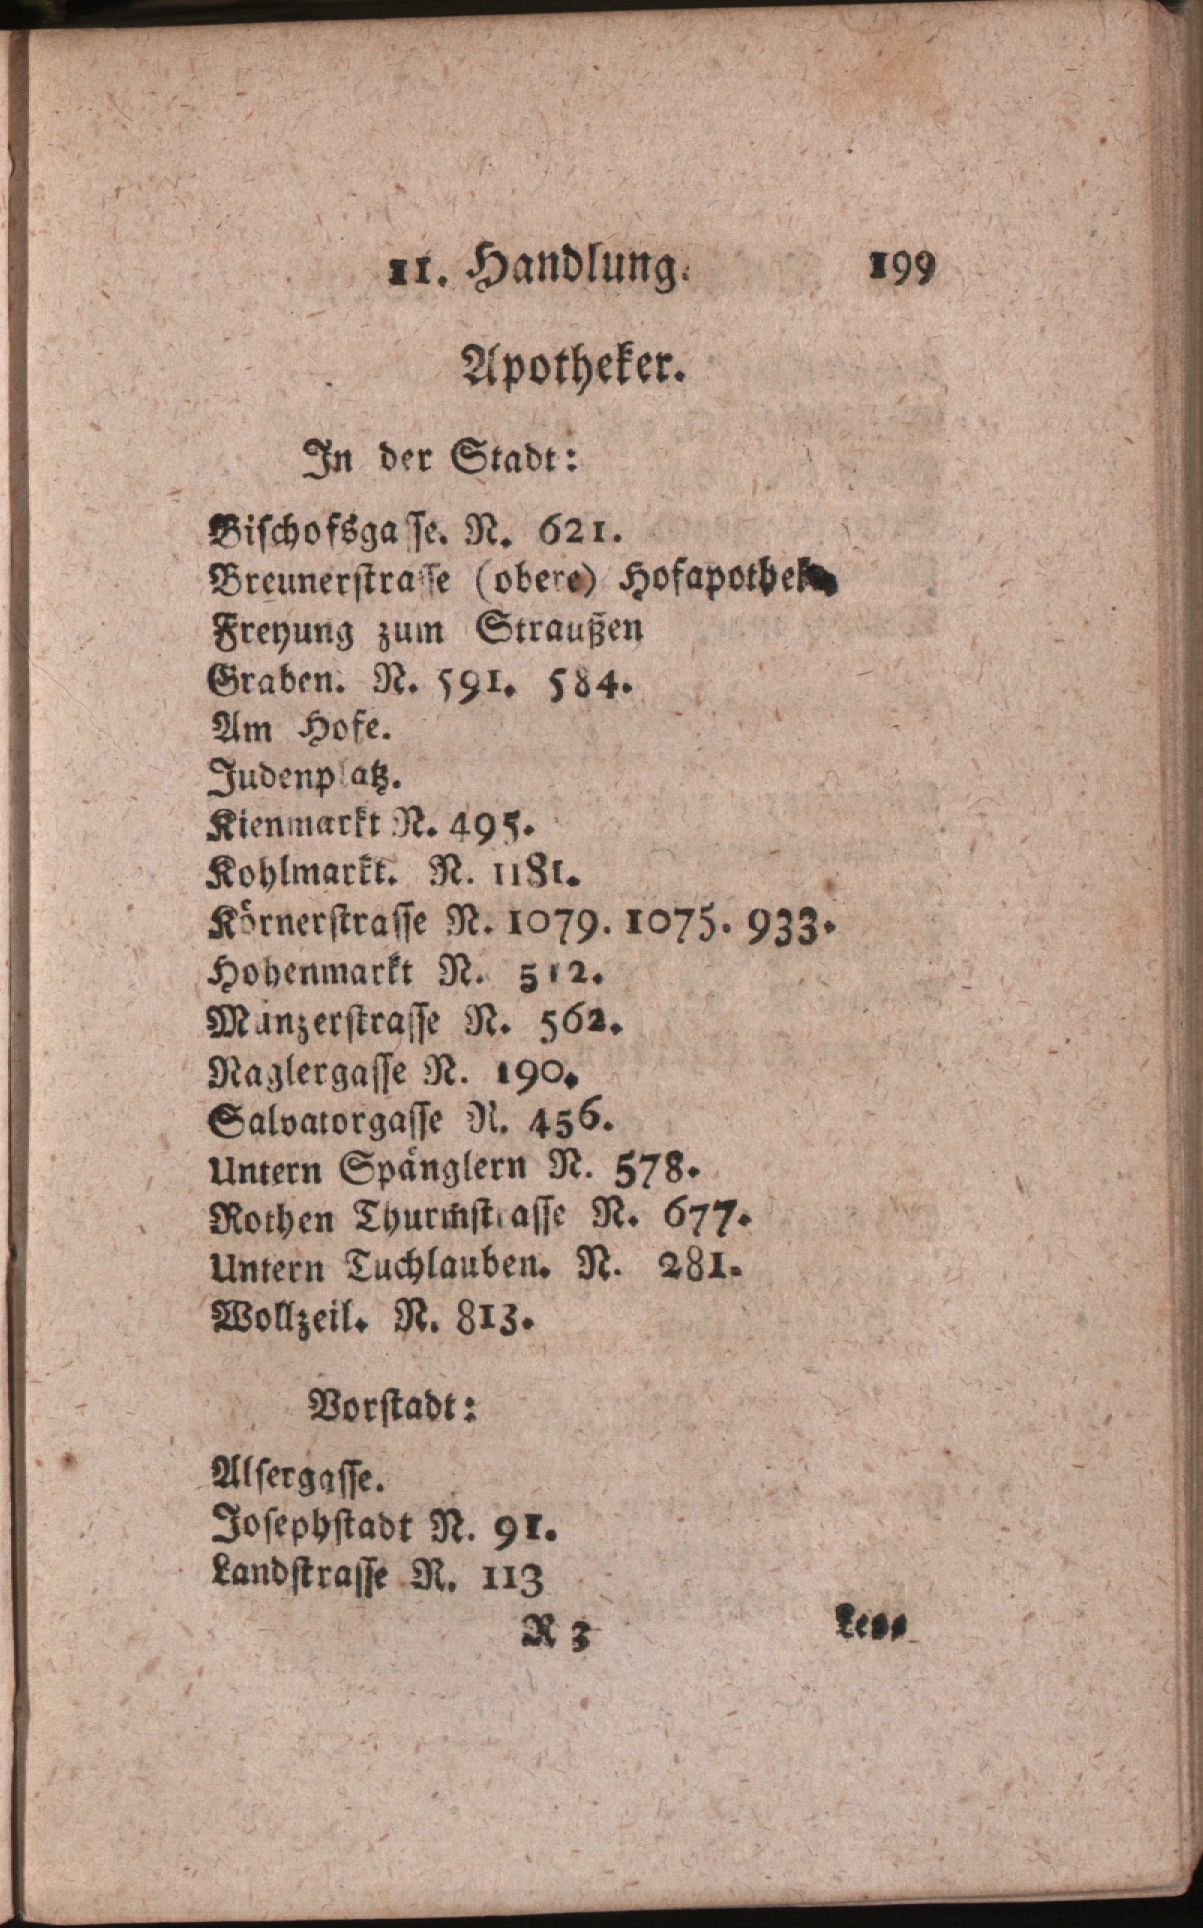 11. Handlung. 199
Apotheker.
In der Stadt:
Bischofsgasse. N. 621.
Breunerstrasse (obere) Hofapothek
Freyung zum Straußen
Graben. N. 591. 584.
Am Hofe.
Judenplatz.
Kienmarkt N. 495.
Kohlmarkt. N. 1181.
Körnerstrasse N. 1079. 1075. 933.
Hohenmarkt N. 512.
Münzerstrasse N. 562.
Naglergasse N. 190.
Salvatorgasse N. 456.
Untern Spänglern N. 578.
Rothen Thurmstrasse N. 677.
Untern Tuchlauben. N. 281.
Wollzeil. N. 813.
Vorstadt:
Alsergasse.
Josephstadt N. 91.
Landstrasse N. 113
R 3